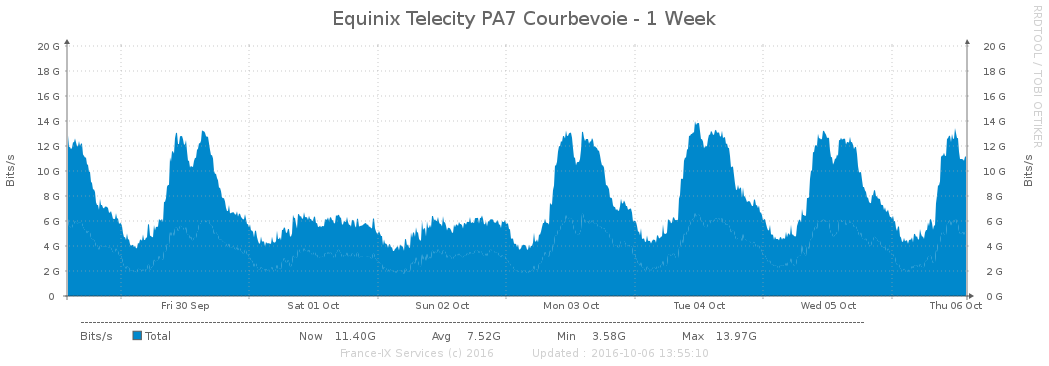 Equinix Telecity PA7 Courbevoie - 1 Week
RRDTOOL / TOBI OETIKER
Bits/s
20 G 20 G
18 G 18 G
16 G 16 G
14 G 14 G
12 G 12 G
10 G 10 G
8 G 8 G
6 G 6 G
4 G 4 G
2 G 2 G
0 0 G
Bits/s
Fri 30 Sep Sat 01 Oct Sun 02 Oct Mon 03 Oct Tue 04 Oct Wed 05 Oct Thu 06 Oct
Bits/s Total Now 11.40G Avg 7.52G Min 3.58G Max 13.97G
France-IX Services (c) 2016 Updated : 2016-10-06 13:55:10